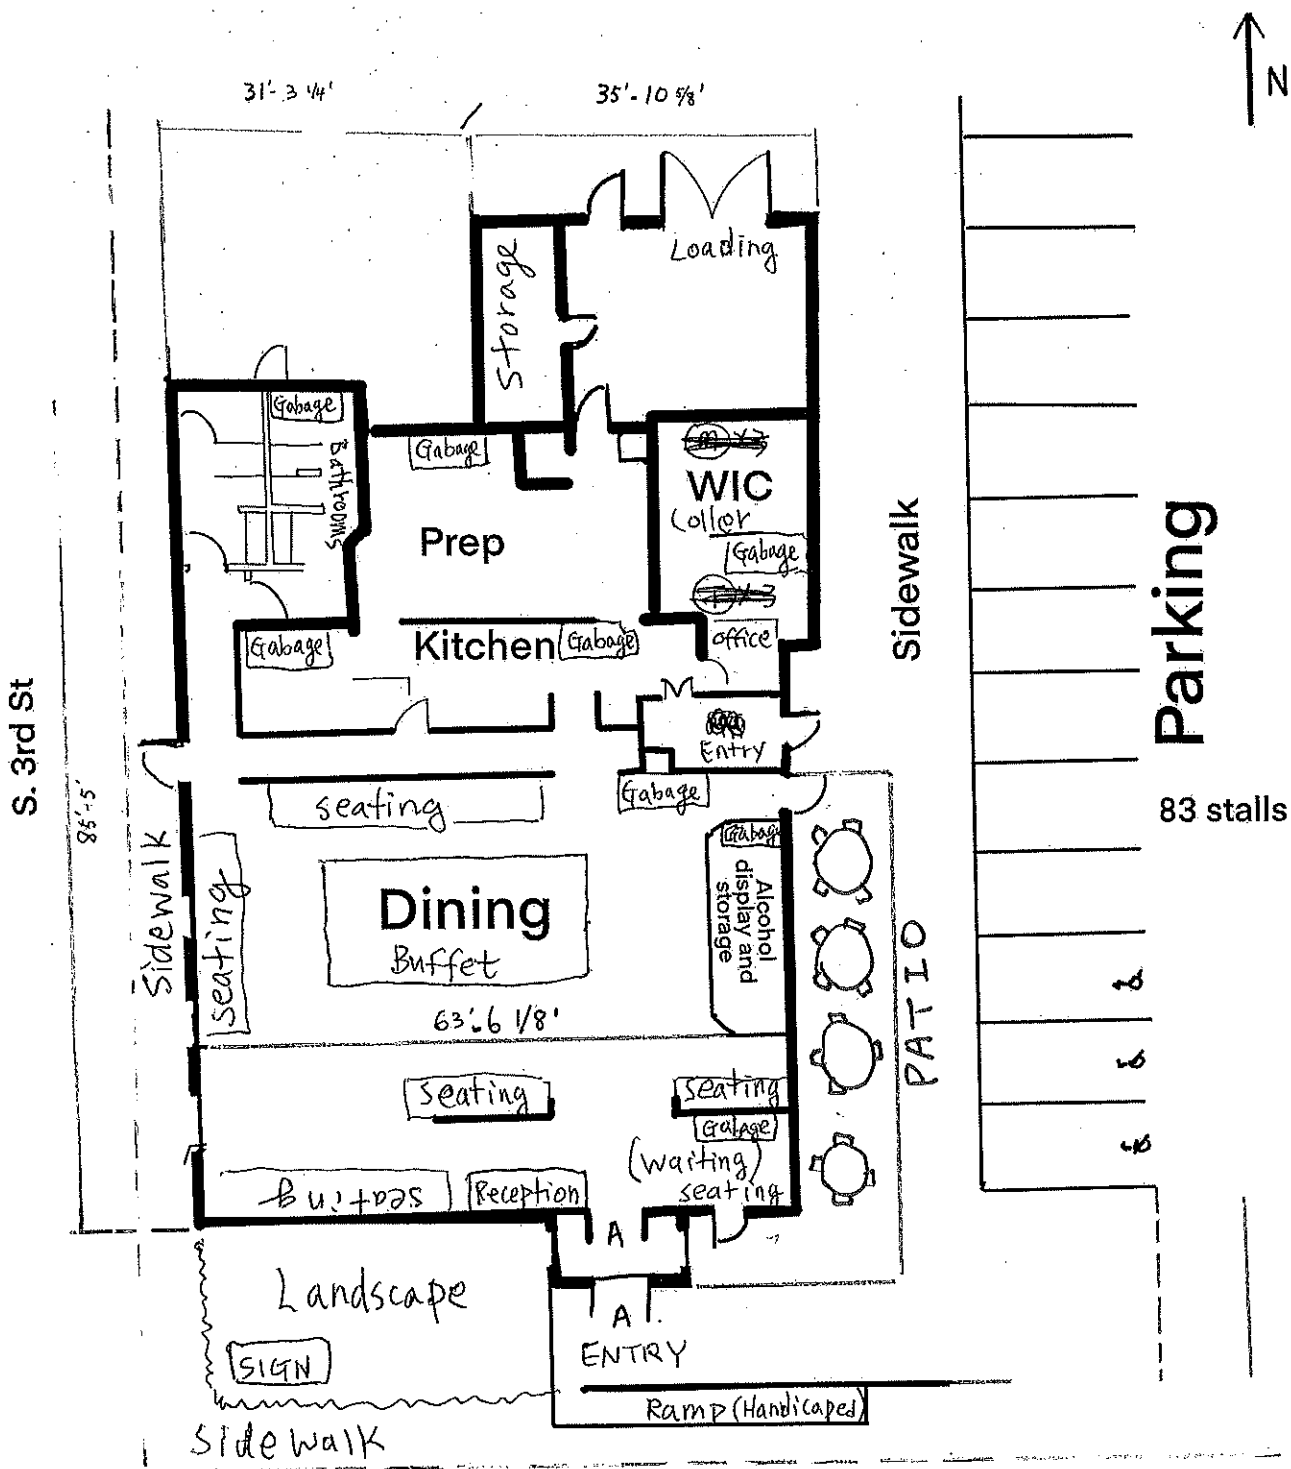 N
31'-3 1/4'
35'-10 5/8'
Loading
Storage
Gabage
Bathrooms
Gabage
WIC
Coller
Gabage
Prep
Kitchen
Gabage
Gabage
office
Entry
Gabage
Sidewalk
Parking
83 stalls
S. 3rd St
85'-5'
Sidewalk
seating
seating
Dining
Buffet
63'-6 1/8'
Gabage
Alcohol
display and
storage
PATIO
seating
seating
Gabage
(waiting)
seating
seating
Reception
A
A
ENTRY
Landscape
SIGN
Ramp (Handicaped)
Side walk